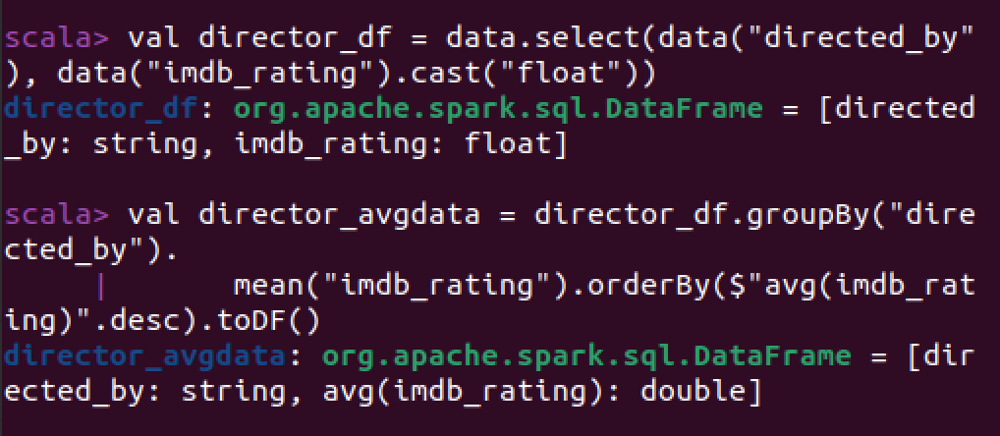 scala> val director_df = data.select(data("directed_by"
), data("imdb_rating").cast("float"))
director_df: org.apache.spark.sql.DataFrame = [directed
_by: string, imdb_rating: float]
scala> val director_avgdata = director_df.groupBy("dire
cted_by").
     |       mean("imdb_rating").orderBy($"avg(imdb_rat
ing)".desc).toDF()
director_avgdata: org.apache.spark.sql.DataFrame = [dir
ected_by: string, avg(imdb_rating): double]